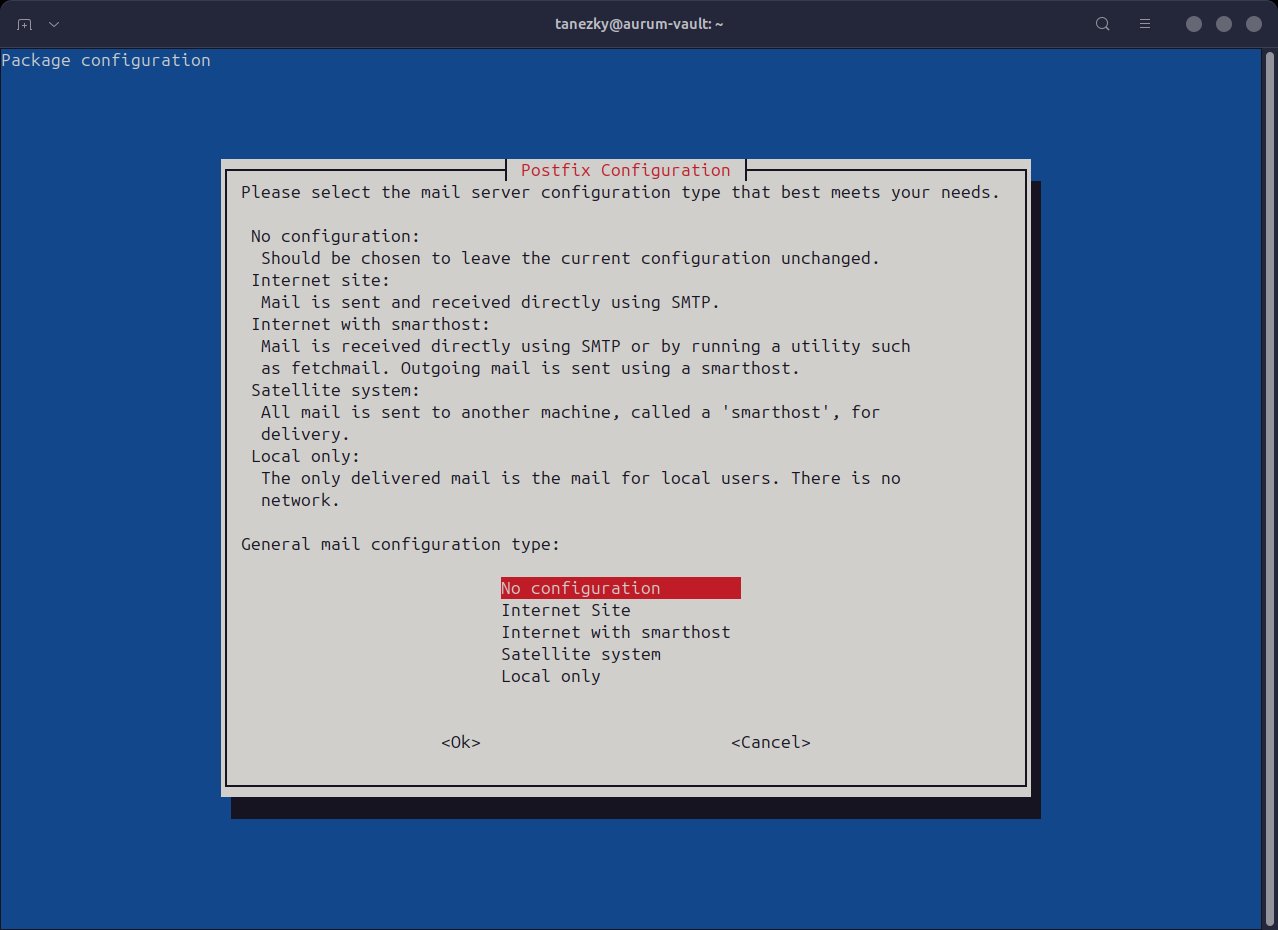 tanezky@aurum-vault: ~
Package configuration
Postfix Configuration
Please select the mail server configuration type that best meets your needs.
No configuration:
Should be chosen to leave the current configuration unchanged.
Internet site:
Mail is sent and received directly using SMTP.
Internet with smarthost:
Mail is received directly using SMTP or by running a utility such
as fetchmail. Outgoing mail is sent using a smarthost.
Satellite system:
All mail is sent to another machine, called a 'smarthost', for
delivery.
Local only:
The only delivered mail is the mail for local users. There is no
network.
General mail configuration type:
No configuration
Internet Site
Internet with smarthost
Satellite system
Local only
<Ok> <Cancel>